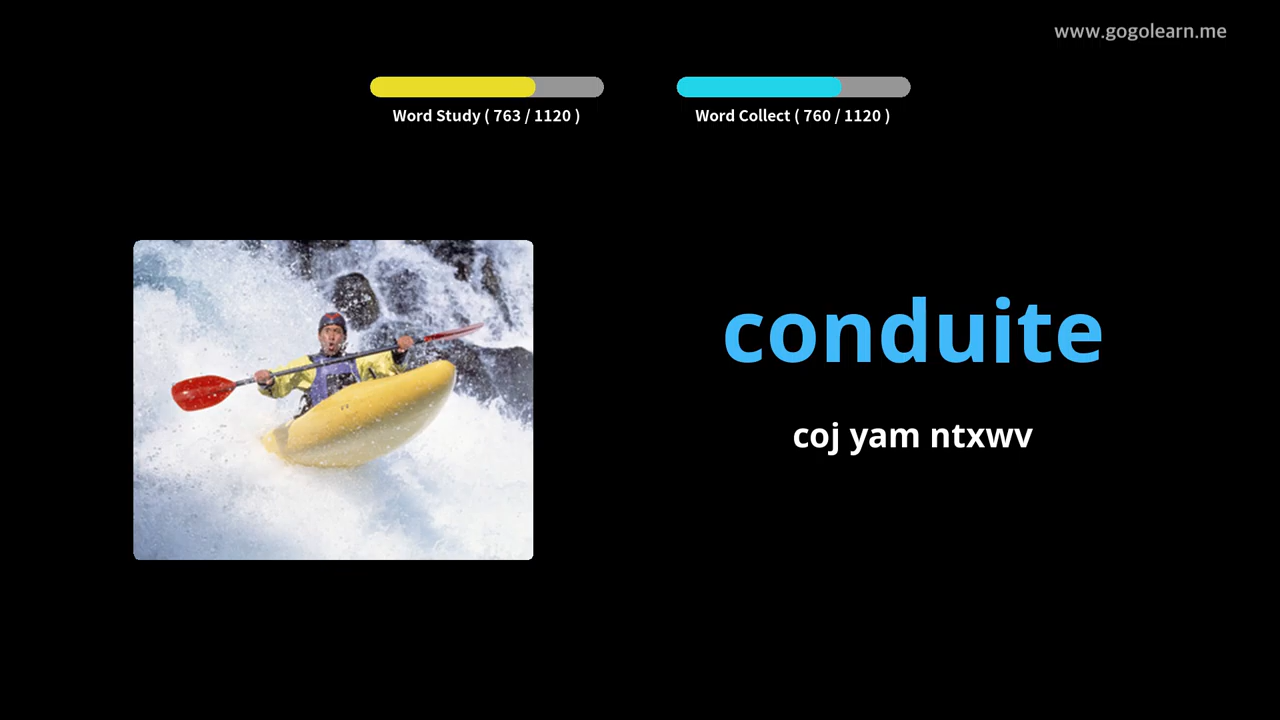 www.gogolearn.me
Word Study ( 763 / 1120 )
Word Collect ( 760 / 1120 )
conduite
coj yam ntxwv